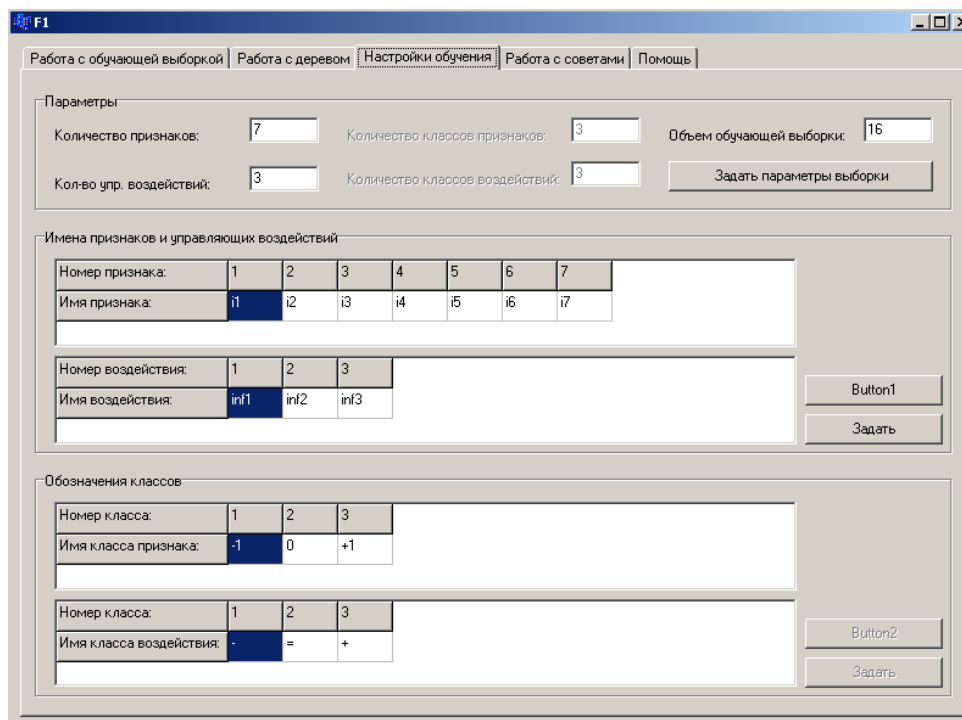 F1
Работа с обучающей выборкой Работа с деревом Настройки обучения Работа с советами Помощь
Параметры
Количество признаков: 7 Количество классов признаков: 3 Объем обучающей выборки: 16
Кол-во упр. воздействий: 3 Количество классов воздействий: 3 Задать параметры выборки
Имена признаков и управляющих воздействий
Номер признака: 1 2 3 4 5 6 7
Имя признака: i1 i2 i3 i4 i5 i6 i7
Номер воздействия: 1 2 3
Имя воздействия: inf1 inf2 inf3
Button1
Задать
Обозначения классов
Номер класса: 1 2 3
Имя класса признака: -1 0 +1
Номер класса: 1 2 3
Имя класса воздействия: - = +
Button2
Задать